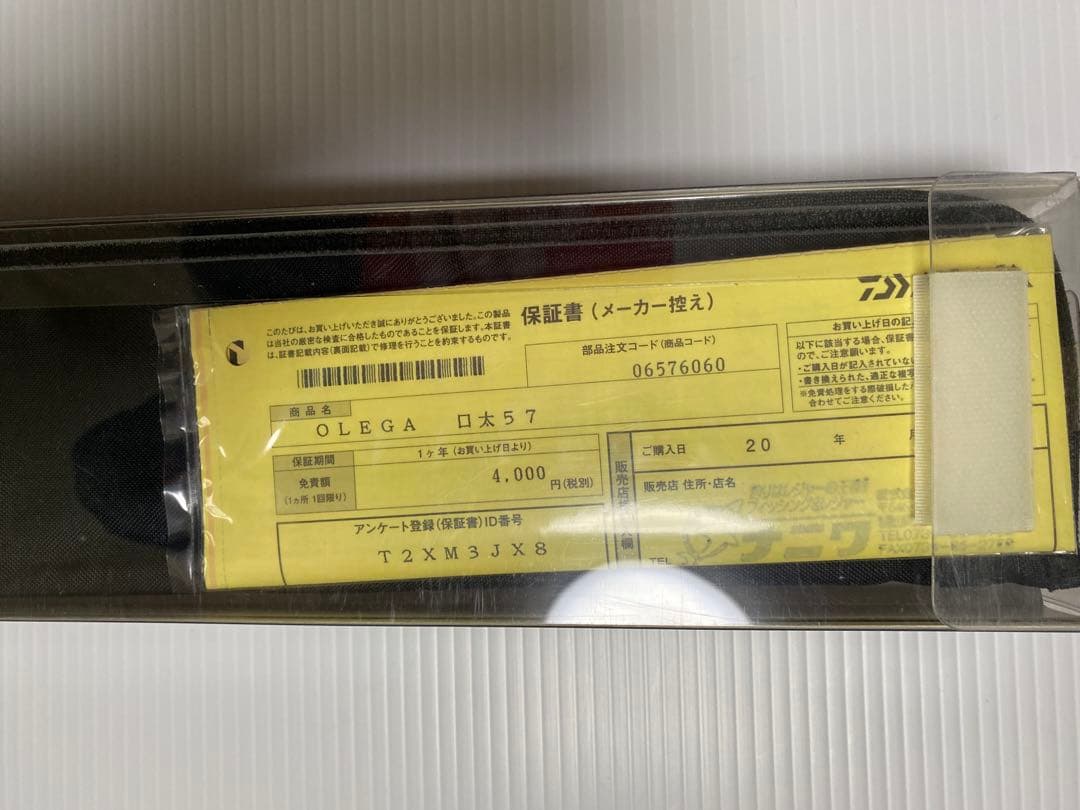 このたびは、お買い上げいただき誠にありがとうございました。この製品
は当社の厳密な検査に合格したものであることを保証します。本証書
は、証書記載内容(裏面記載)で修理を行うことを約束するものです。
保証書(メーカー控え)
部品注文コード(商品コード)
06576060
お買い上げ日の記
以下に該当する場合、保証書
ので、ご注意願います。
・ご購入日が記入されていない
・書き換えられた、適正な複写
※免責処理をする際破損した
合わせてご注意ください。
商品名
OLEGA 口太57
保証期間
1ヶ年(お買い上げ日より)
免責額
(1ヵ所 1回限り)
4,000
円(税別)
アンケート登録(保証書)ID番号
T2XM3JX8
ご購入日 20 年 月
販売店 住所・店名
TEL